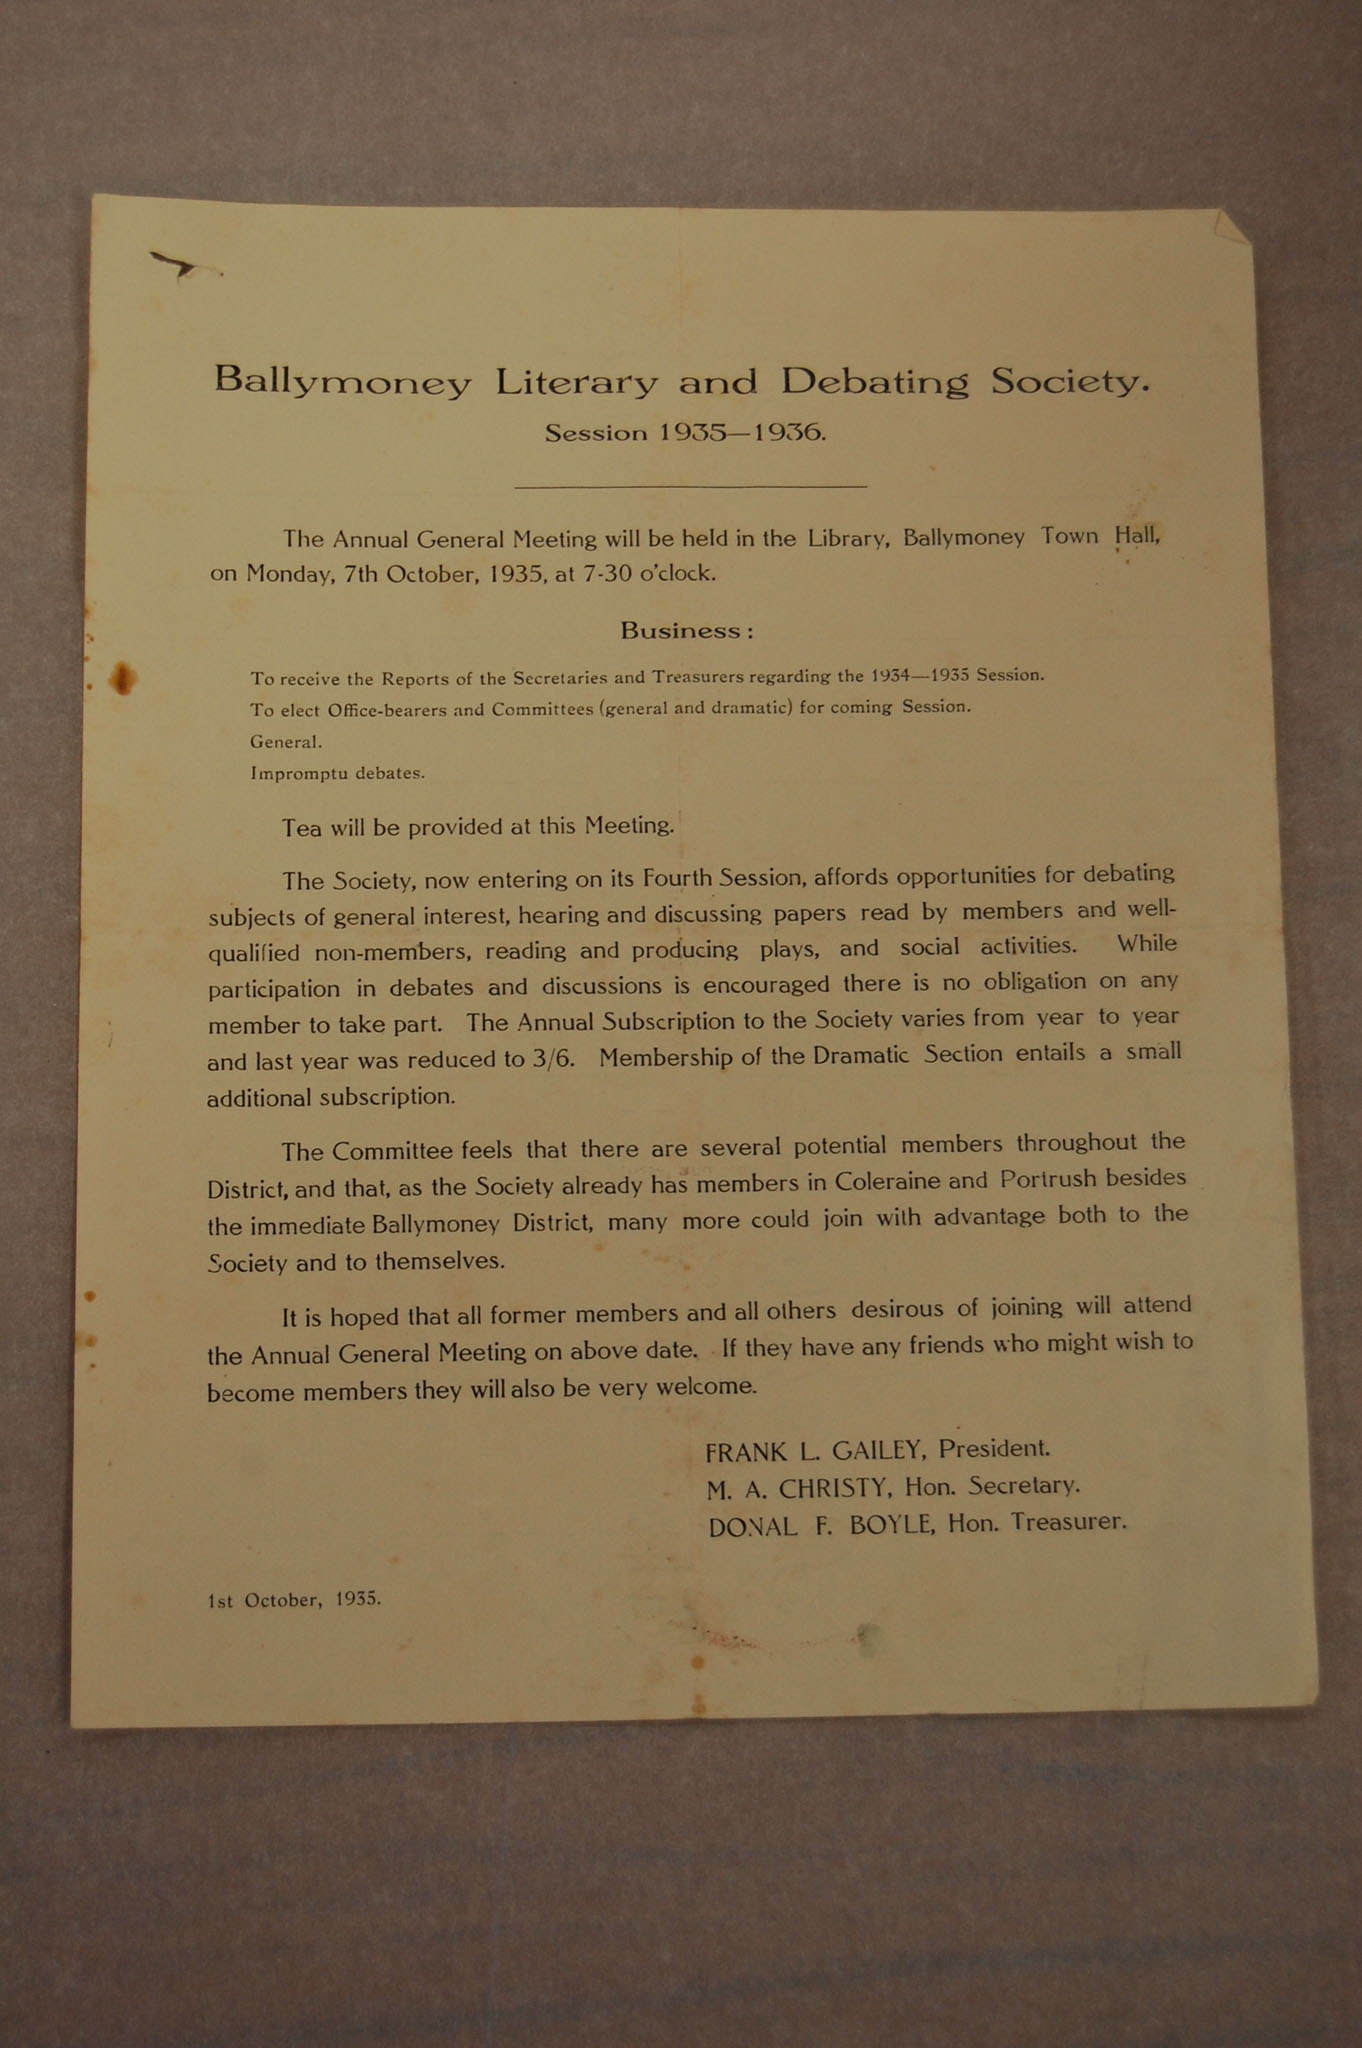 Ballymoney Literary and Debating Society.
Session 1935—1936.
The Annual General Meeting will be held in the Library, Ballymoney Town Hall,
on Monday, 7th October, 1935, at 7-30 o'clock.
Business :
To receive the Reports of the Secretaries and Treasurers regarding the 1934—1935 Session.
To elect Office-bearers and Committees (general and dramatic) for coming Session.
General.
Impromptu debates.
Tea will be provided at this Meeting.
The Society, now entering on its Fourth Session, affords opportunities for debating
subjects of general interest, hearing and discussing papers read by members and well-
qualified non-members, reading and producing plays, and social activities. While
participation in debates and discussions is encouraged there is no obligation on any
member to take part. The Annual Subscription to the Society varies from year to year
and last year was reduced to 3/6. Membership of the Dramatic Section entails a small
additional subscription.
The Committee feels that there are several potential members throughout the
District, and that, as the Society already has members in Coleraine and Portrush besides
the immediate Ballymoney District, many more could join with advantage both to the
Society and to themselves.
It is hoped that all former members and all others desirous of joining will attend
the Annual General Meeting on above date. If they have any friends who might wish to
become members they will also be very welcome.
FRANK L. GAILEY, President.
M. A. CHRISTY, Hon. Secretary.
DONAL F. BOYLE, Hon. Treasurer.
1st October, 1935.